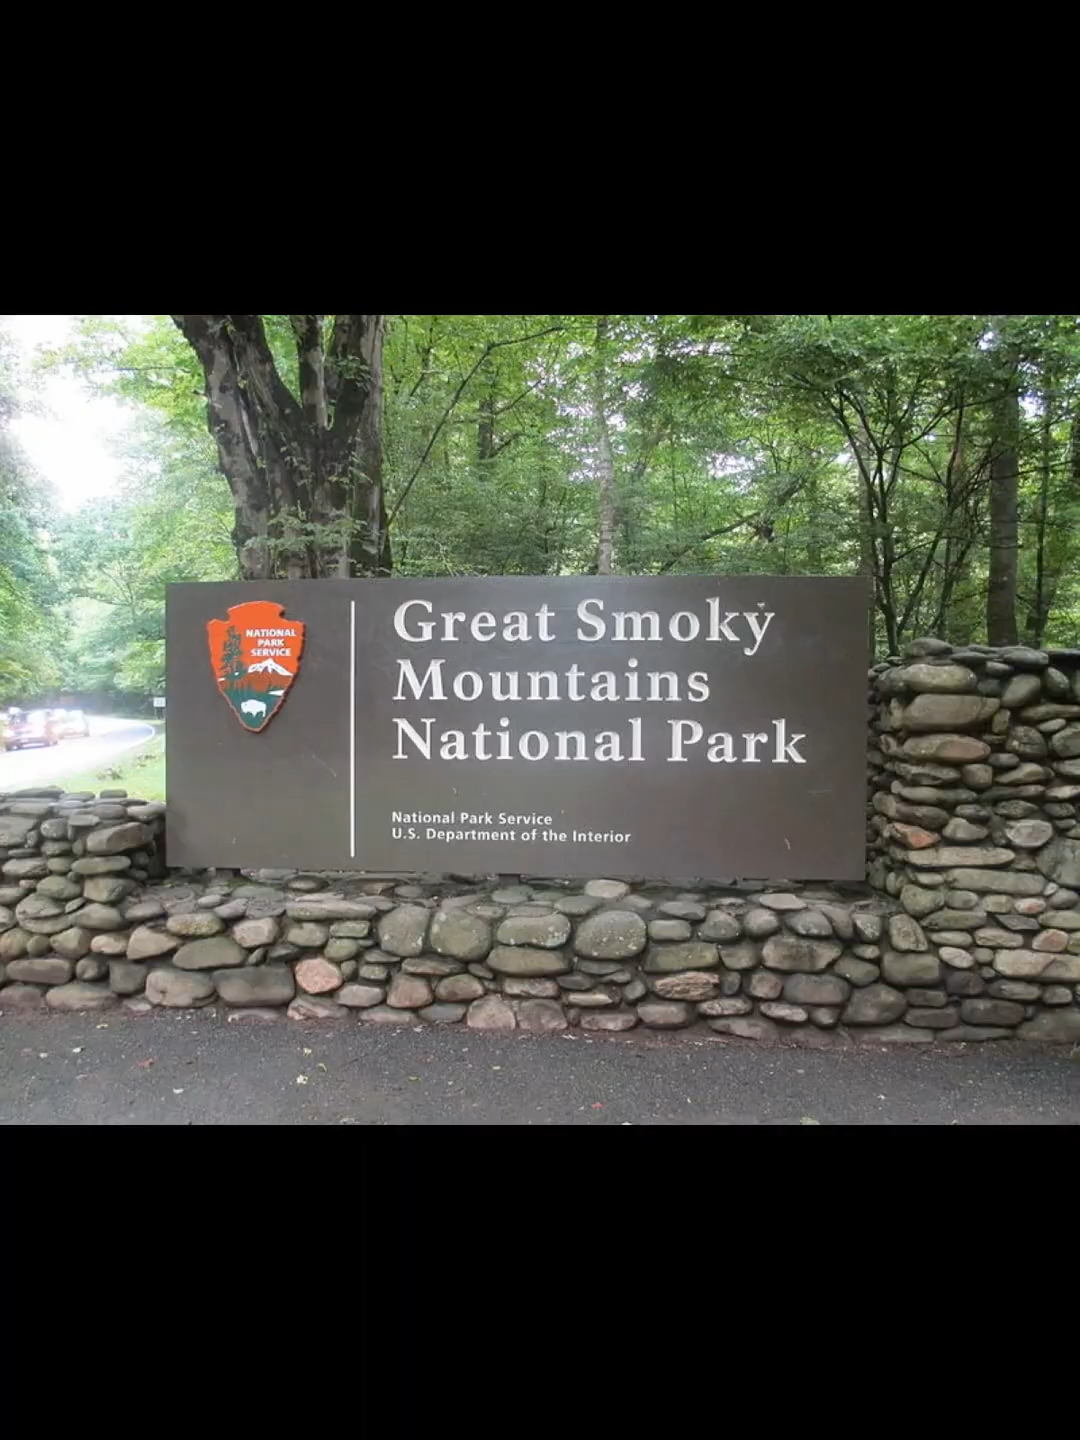 NATIONAL
PARK
SERVICE
Great Smoky
Mountains
National Park
National Park Service
U.S. Department of the Interior